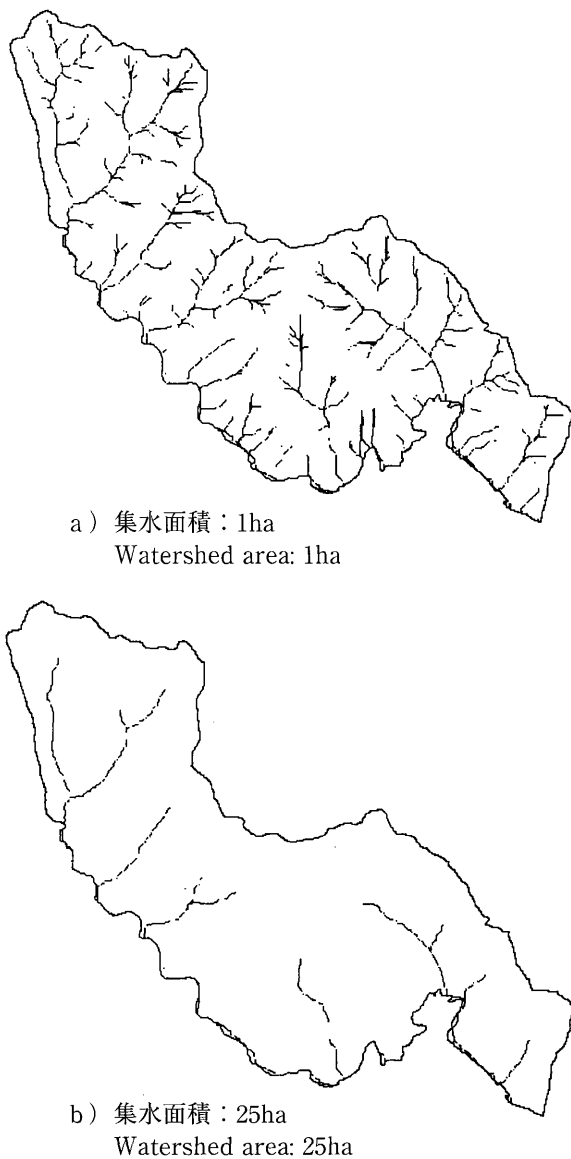 a） 集水面積：1ha
Watershed area: 1ha
b） 集水面積：25ha
Watershed area: 25ha